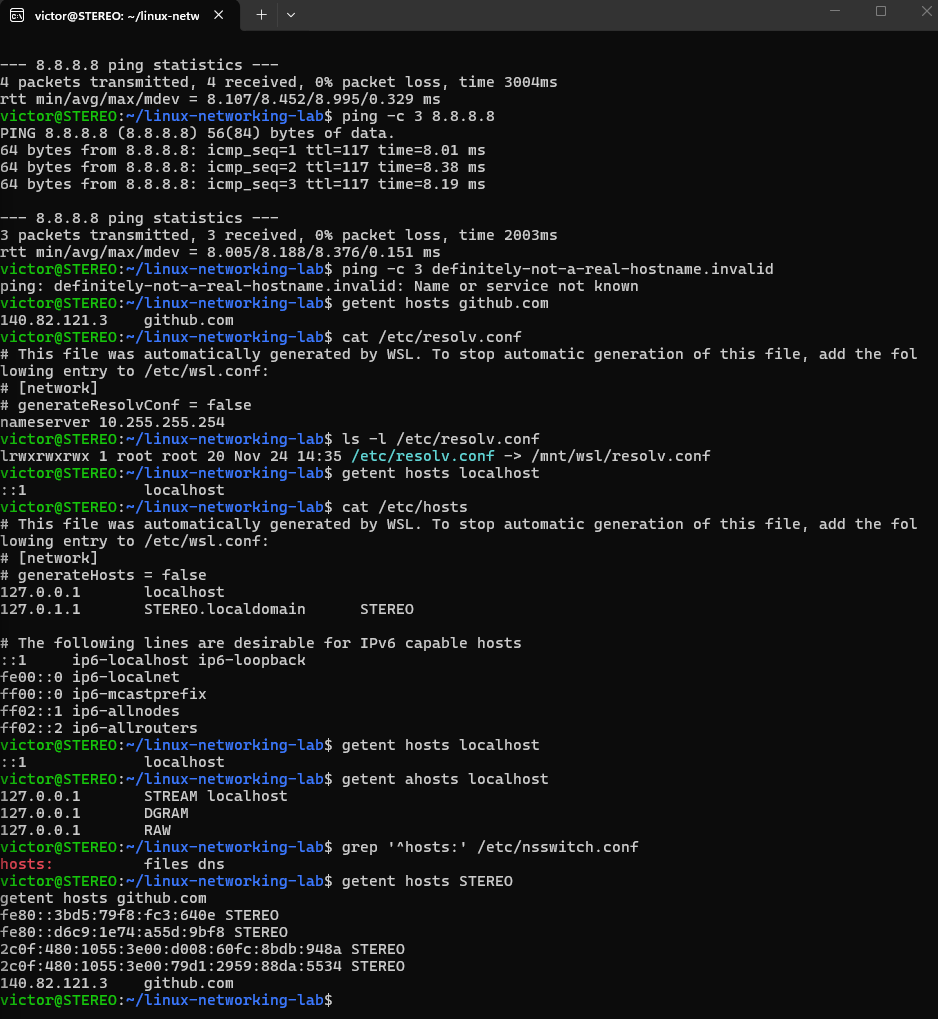 victor@STEREO: ~/linux-netw
--- 8.8.8.8 ping statistics ---
4 packets transmitted, 4 received, 0% packet loss, time 3004ms
rtt min/avg/max/mdev = 8.107/8.452/8.995/0.329 ms
victor@STEREO:~/linux-networking-lab$ ping -c 3 8.8.8.8
PING 8.8.8.8 (8.8.8.8) 56(84) bytes of data.
64 bytes from 8.8.8.8: icmp_seq=1 ttl=117 time=8.01 ms
64 bytes from 8.8.8.8: icmp_seq=2 ttl=117 time=8.38 ms
64 bytes from 8.8.8.8: icmp_seq=3 ttl=117 time=8.19 ms
--- 8.8.8.8 ping statistics ---
3 packets transmitted, 3 received, 0% packet loss, time 2003ms
rtt min/avg/max/mdev = 8.005/8.188/8.376/0.151 ms
victor@STEREO:~/linux-networking-lab$ ping -c 3 definitely-not-a-real-hostname.invalid
ping: definitely-not-a-real-hostname.invalid: Name or service not known
victor@STEREO:~/linux-networking-lab$ getent hosts github.com
140.82.121.3    github.com
victor@STEREO:~/linux-networking-lab$ cat /etc/resolv.conf
# This file was automatically generated by WSL. To stop automatic generation of this file, add the fol
lowing entry to /etc/wsl.conf:
# [network]
# generateResolvConf = false
nameserver 10.255.255.254
victor@STEREO:~/linux-networking-lab$ ls -l /etc/resolv.conf
lrwxrwxrwx 1 root root 20 Nov 24 14:35 /etc/resolv.conf -> /mnt/wsl/resolv.conf
victor@STEREO:~/linux-networking-lab$ getent hosts localhost
::1             localhost
victor@STEREO:~/linux-networking-lab$ cat /etc/hosts
# This file was automatically generated by WSL. To stop automatic generation of this file, add the fol
lowing entry to /etc/wsl.conf:
# [network]
# generateHosts = false
127.0.0.1       localhost
127.0.1.1       STEREO.localdomain      STEREO
# The following lines are desirable for IPv6 capable hosts
::1     ip6-localhost ip6-loopback
fe00::0 ip6-localnet
ff00::0 ip6-mcastprefix
ff02::1 ip6-allnodes
ff02::2 ip6-allrouters
victor@STEREO:~/linux-networking-lab$ getent hosts localhost
::1             localhost
victor@STEREO:~/linux-networking-lab$ getent ahosts localhost
127.0.0.1       STREAM localhost
127.0.0.1       DGRAM
127.0.0.1       RAW
victor@STEREO:~/linux-networking-lab$ grep '^hosts:' /etc/nsswitch.conf
hosts:          files dns
victor@STEREO:~/linux-networking-lab$ getent hosts STEREO
getent hosts github.com
fe80::3bd5:79f8:fc3:640e STEREO
fe80::d6c9:1e74:a55d:9bf8 STEREO
2c0f:480:1055:3e00:d008:60fc:8bdb:948a STEREO
2c0f:480:1055:3e00:79d1:2959:88da:5534 STEREO
140.82.121.3    github.com
victor@STEREO:~/linux-networking-lab$